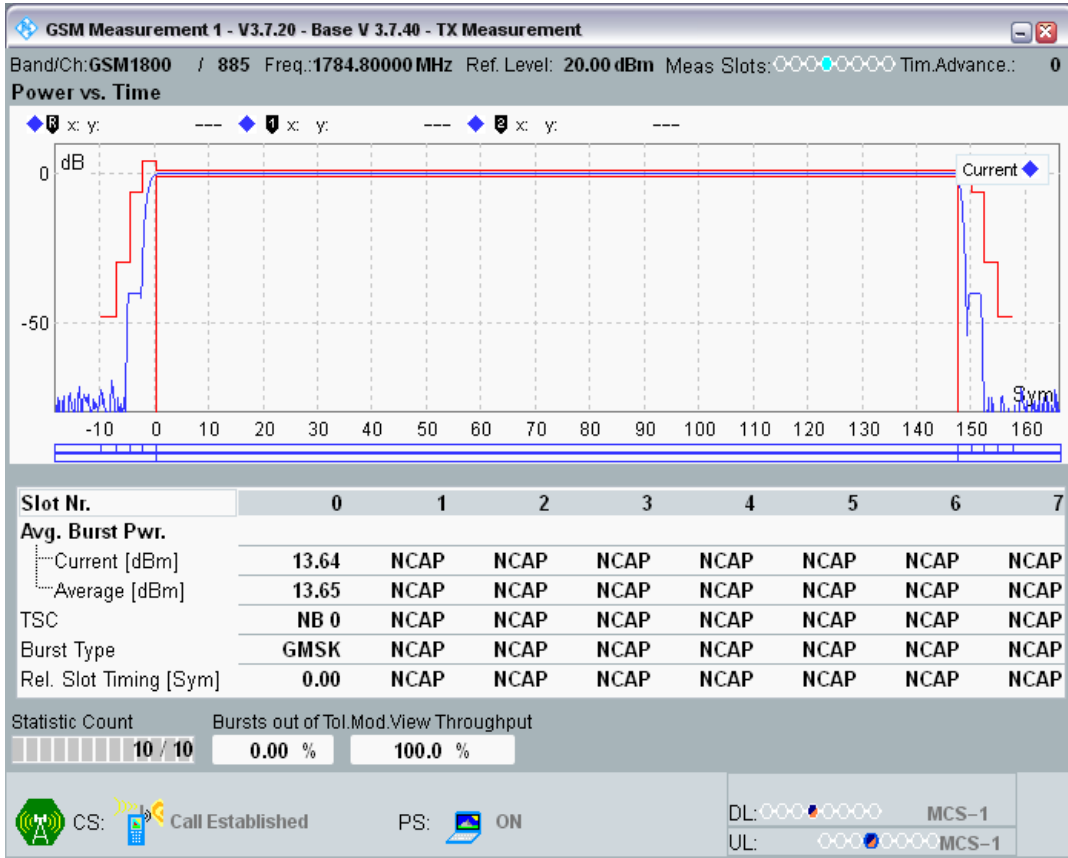 GSM Measurement 1 - V3.7.20 - Base V 3.7.40 - TX Measurement
Band/Ch:GSM1800 / 885 Freq.:1784.80000 MHz Ref. Level: 20.00 dBm Meas Slots: Tim.Advance.: 0
Power vs. Time
R x: y: --- 1 x: y: --- 2 x: y: ---
dB
0
Current
-50
Sym
-10 0 10 20 30 40 50 60 70 80 90 100 110 120 130 140 150 160
Slot Nr. 0 1 2 3 4 5 6 7
Avg. Burst Pwr.
Current [dBm] 13.64 NCAP NCAP NCAP NCAP NCAP NCAP NCAP
Average [dBm] 13.65 NCAP NCAP NCAP NCAP NCAP NCAP NCAP
TSC NB 0 NCAP NCAP NCAP NCAP NCAP NCAP NCAP
Burst Type GMSK NCAP NCAP NCAP NCAP NCAP NCAP NCAP
Rel. Slot Timing [Sym] 0.00 NCAP NCAP NCAP NCAP NCAP NCAP NCAP
Statistic Count Bursts out of Tol.Mod.View Throughput
10 / 10 0.00 % 100.0 %
CS: Call Established PS: ON
DL: MCS-1
UL: MCS-1